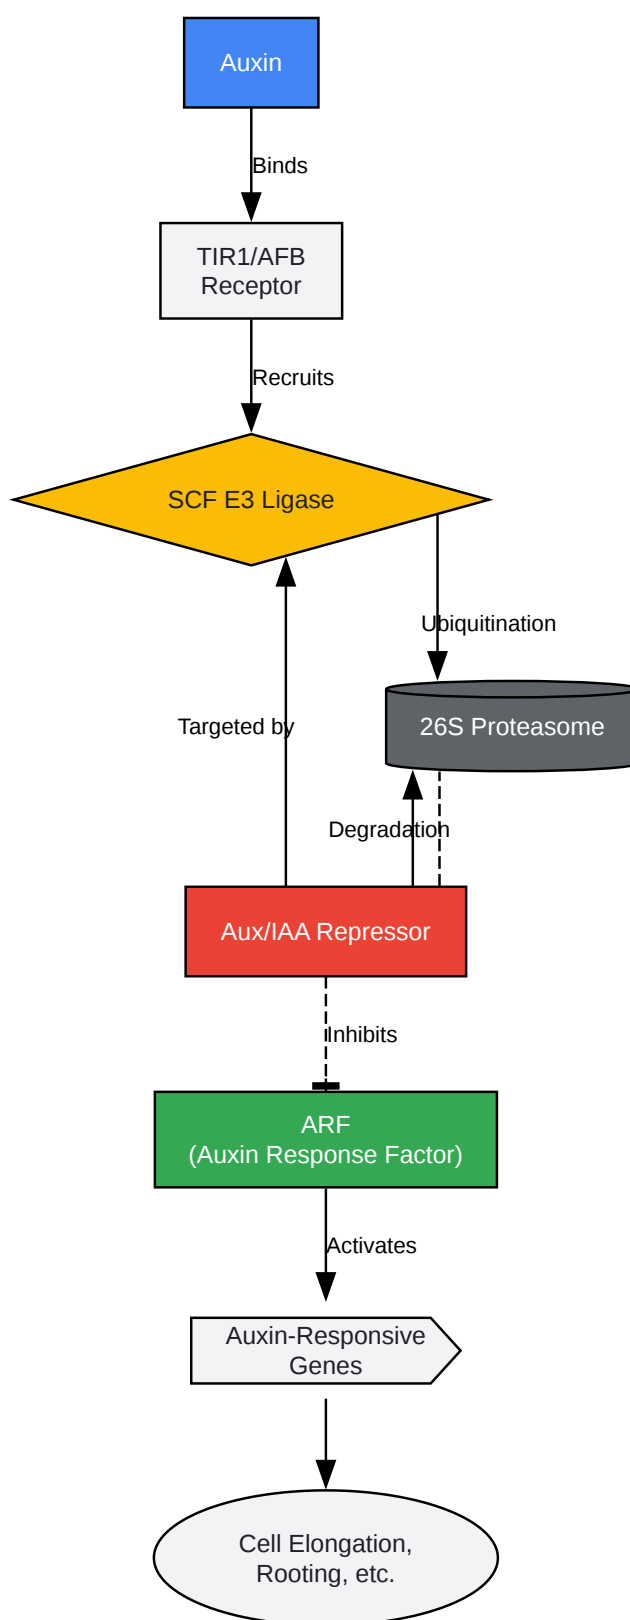 Auxin
Binds
TIR1/AFB
Receptor
Recruits
SCF E3 Ligase
Ubiquitination
Targeted by
26S Proteasome
Degradation
Aux/IAA Repressor
Inhibits
ARF
(Auxin Response Factor)
Activates
Auxin-Responsive
Genes
Cell Elongation,
Rooting, etc.